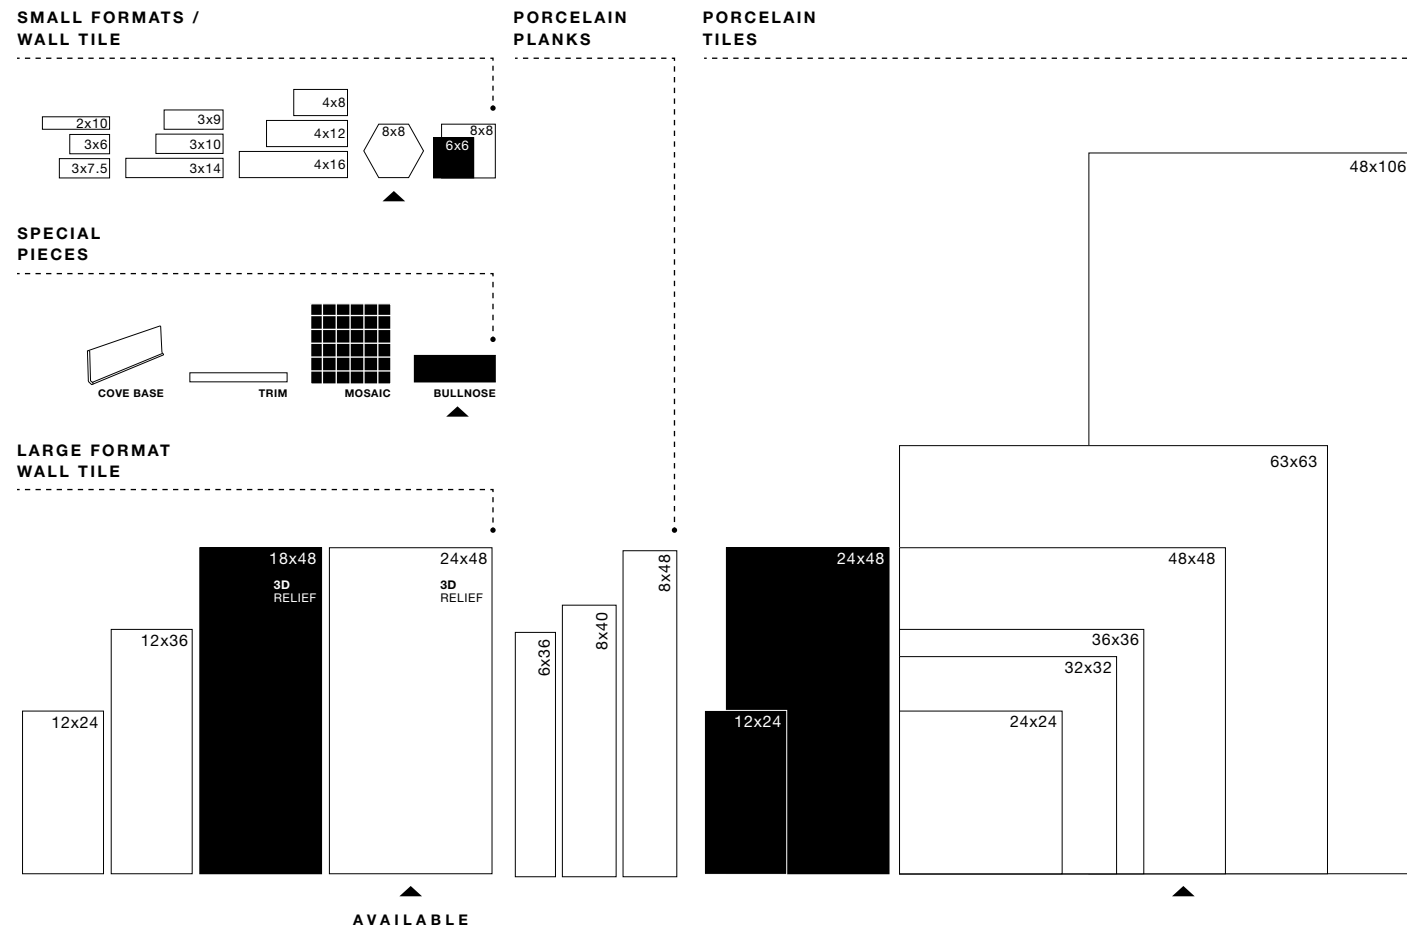 SMALL FORMATS /
WALL TILE
2x10
3x6
3x7.5
3x9
3x10
3x14
4x8
4x12
4x16
8x8
8x8
6x6
SPECIAL
PIECES
COVE BASE
TRIM
MOSAIC
BULLNOSE
LARGE FORMAT
WALL TILE
12x24
12x36
18x48
3D
RELIEF
24x48
3D
RELIEF
AVAILABLE
PORCELAIN
PLANKS
6x36
8x40
8x48
PORCELAIN
TILES
12x24
24x48
24x24
32x32
36x36
48x48
63x63
48x106